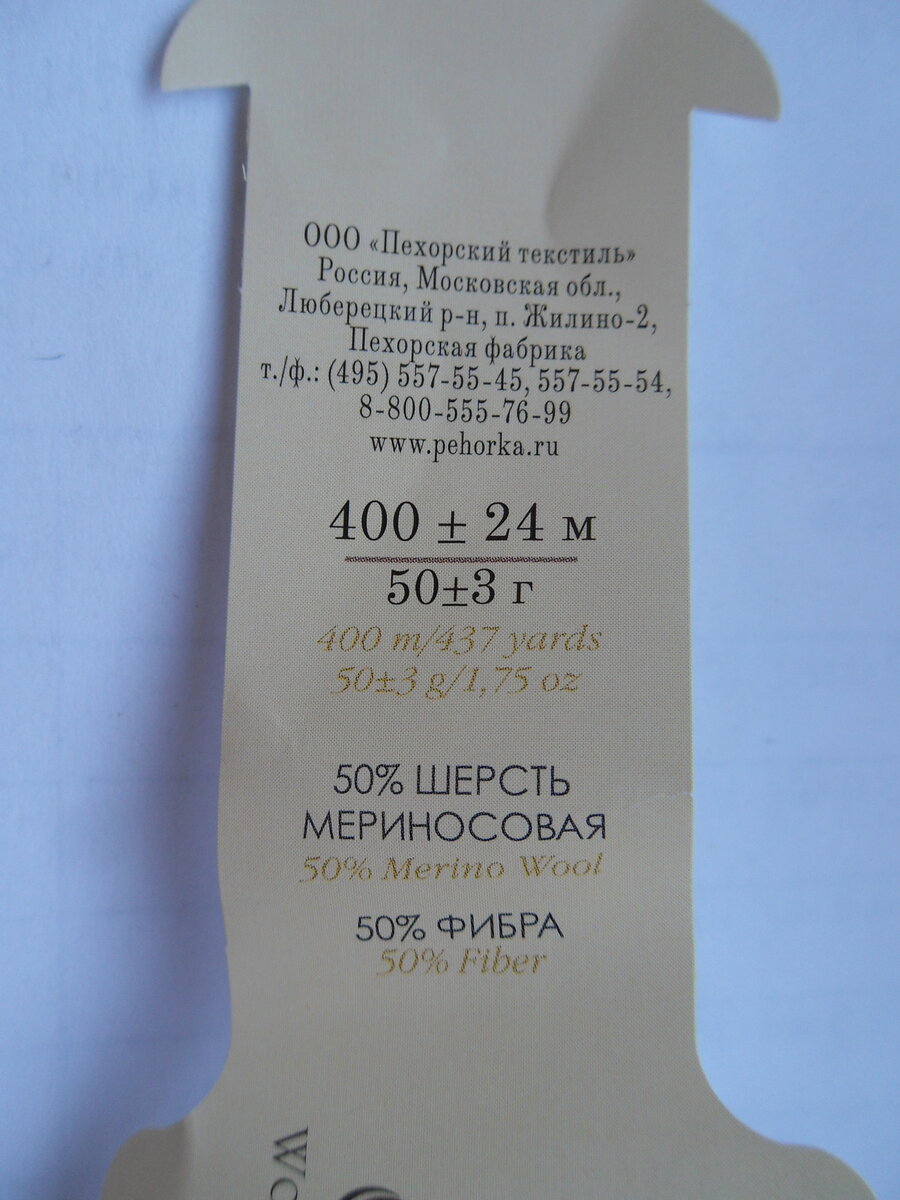 ООО «Пехорский текстиль»
Россия, Московская обл.,
Люберецкий р-н, п. Жилино-2,
Пехорская фабрика
т./ф.: (495) 557-55-45, 557-55-54,
8-800-555-76-99
www.pehorka.ru
400 ± 24 м
50±3 г
400 m/437 yards
50±3 g/1,75 oz
50% ШЕРСТЬ
МЕРИНОСОВАЯ
50% Merino Wool
50% ФИБРА
50% Fiber